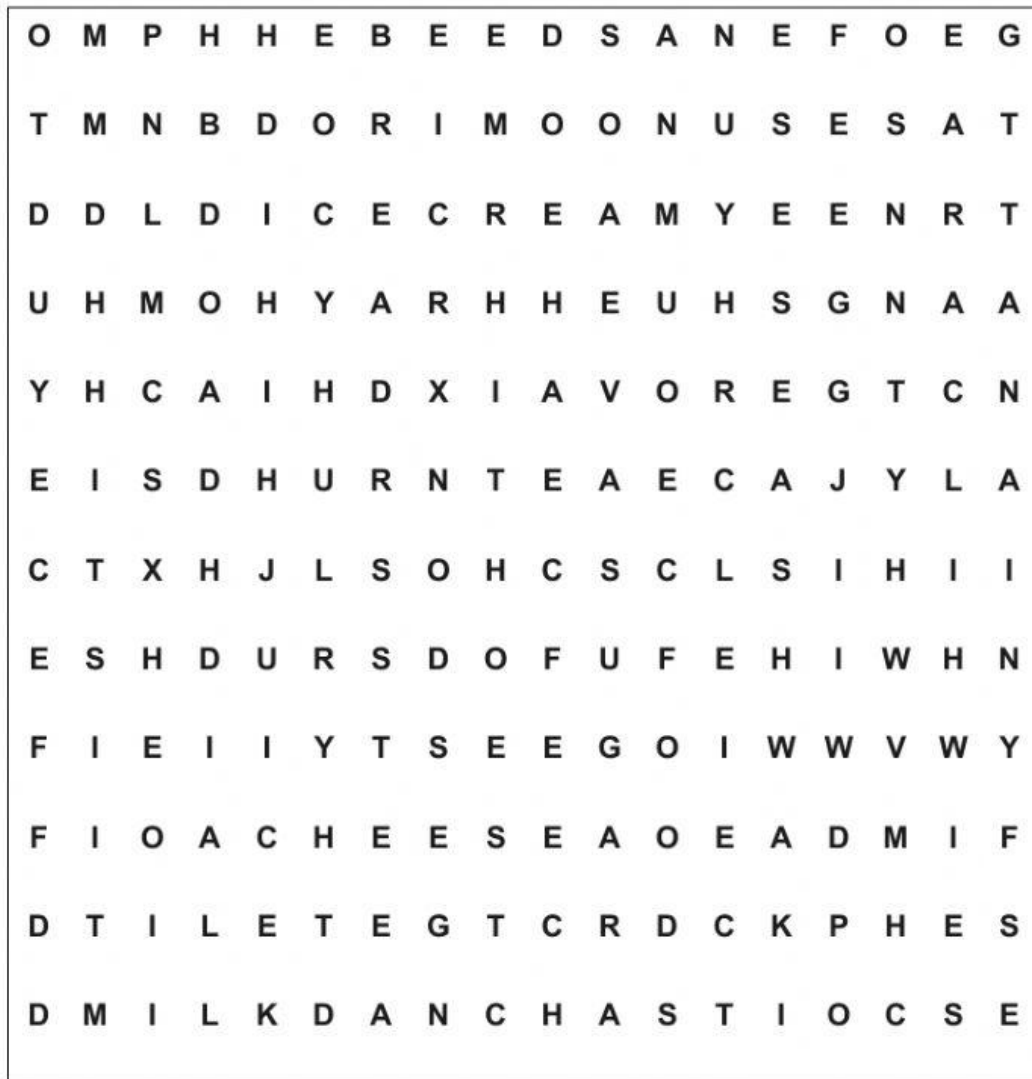 O M P H H E B E E D S A N E F O E G
T M N B D O R I M O O N U S E S A T
D D L D I C E C R E A M Y E E N R T
U H M O H Y A R H H E U H S G N A A
Y H C A I H D X I A V O R E G T C N
E I S D H U R N T E A E C A J Y L A
C T X H J L S O H C S C L S I H I I
E S H D U R S D O F U F E H I W H N
F I E I I Y T S E E G O I W W V W Y
F I O A C H E E S E A O E A D M I F
D T I L E T E G T C R D C K P H E S
D M I L K D A N C H A S T I O C S E